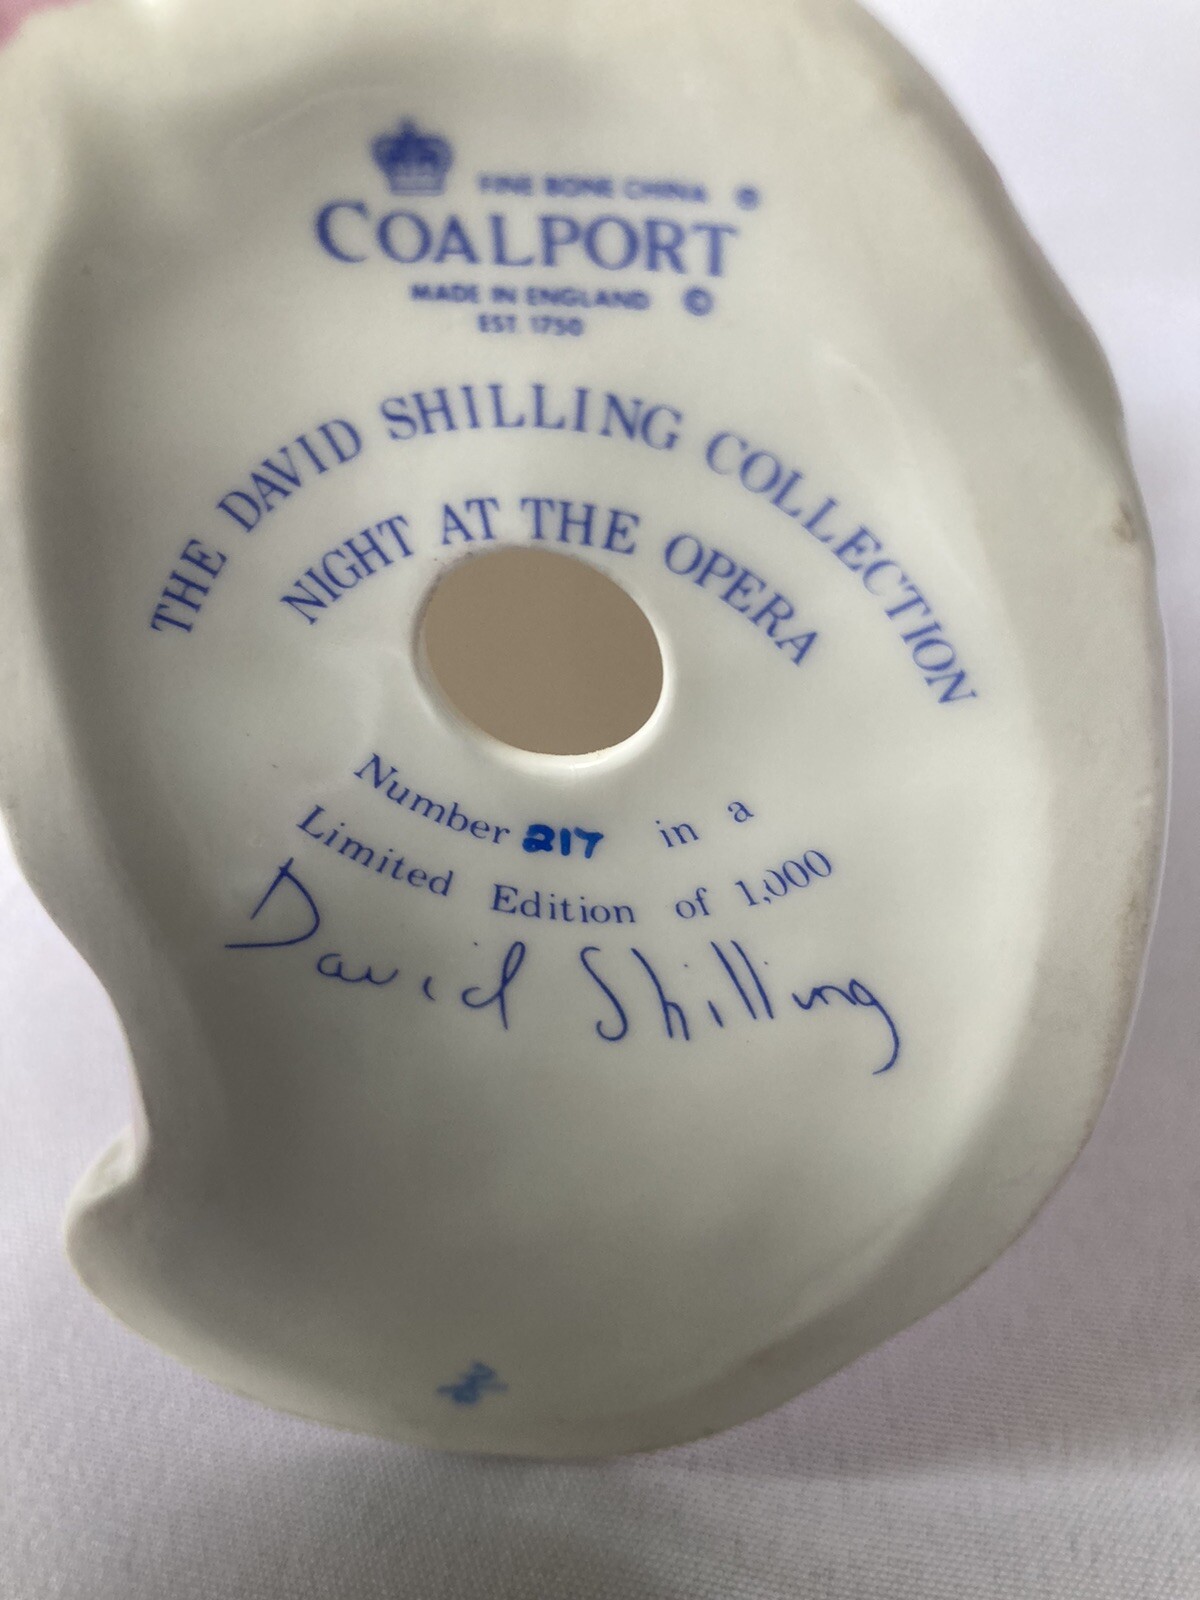 FINE BONE CHINA ®
COALPORT
MADE IN ENGLAND ©
EST. 1750
THE DAVID SHILLING COLLECTION
NIGHT AT THE OPERA
Number 217 in a
Limited Edition of 1,000
David Shilling